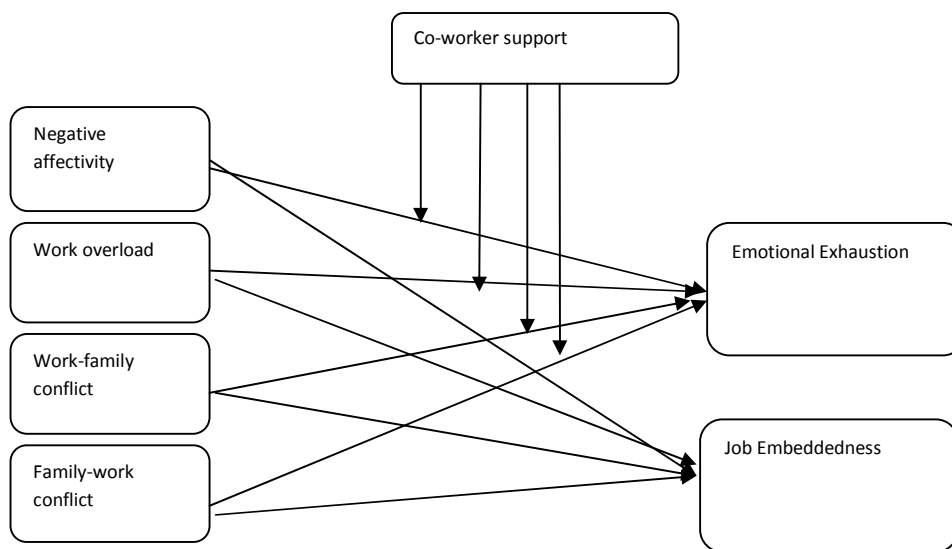 Co-worker support
Negative
affectivity
Work overload
Work-family
conflict
Family-work
conflict
Emotional Exhaustion
Job Embeddedness